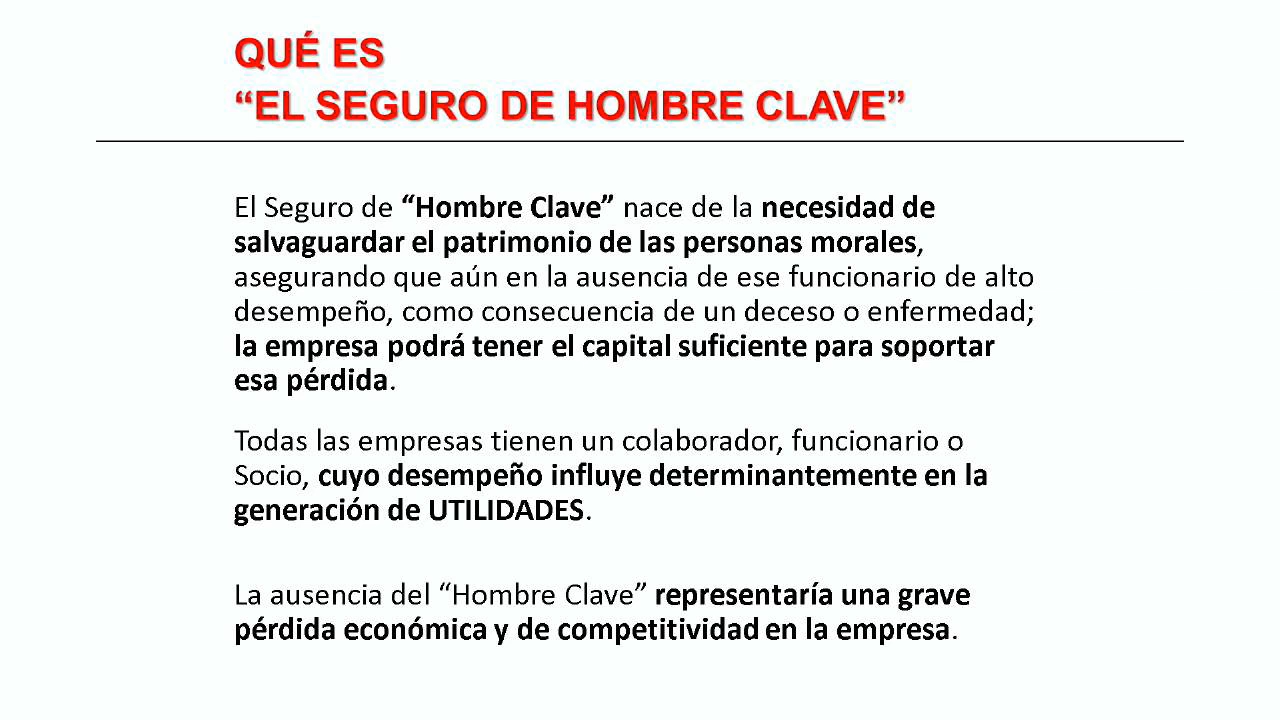 QUÉ ES
“EL SEGURO DE HOMBRE CLAVE”
El Seguro de “Hombre Clave” nace de la necesidad de
salvaguardar el patrimonio de las personas morales,
asegurando que aún en la ausencia de ese funcionario de alto
desempeño, como consecuencia de un deceso o enfermedad;
la empresa podrá tener el capital suficiente para soportar
esa pérdida.
Todas las empresas tienen un colaborador, funcionario o
Socio, cuyo desempeño influye determinantemente en la
generación de UTILIDADES.
La ausencia del “Hombre Clave” representaría una grave
pérdida económica y de competitividad en la empresa.